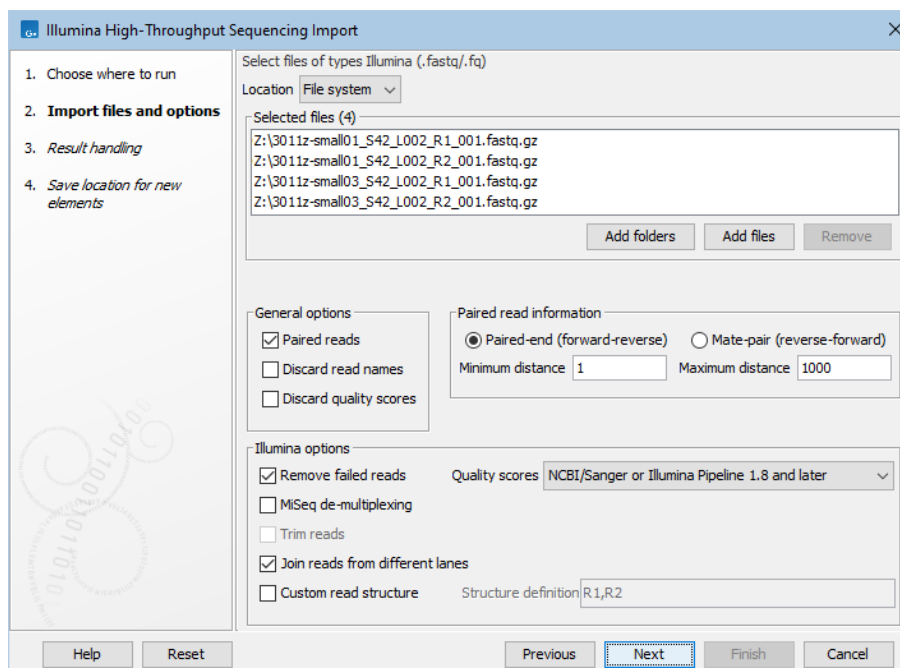 Illumina High-Throughput Sequencing Import
1. Choose where to run
2. Import files and options
3. Result handling
4. Save location for new
elements
Select files of types Illumina (.fastq/.fq)
Location File system
Selected files (4)
Z:\3011z-small01_S42_L002_R1_001.fastq.gz
Z:\3011z-small01_S42_L002_R2_001.fastq.gz
Z:\3011z-small03_S42_L002_R1_001.fastq.gz
Z:\3011z-small03_S42_L002_R2_001.fastq.gz
Add folders Add files Remove
General options
Paired reads
Discard read names
Discard quality scores
Paired read information
Paired-end (forward-reverse) Mate-pair (reverse-forward)
Minimum distance 1 Maximum distance 1000
Illumina options
Remove failed reads Quality scores NCBI/Sanger or Illumina Pipeline 1.8 and later
MiSeq de-multiplexing
Trim reads
Join reads from different lanes
Custom read structure Structure definition R1,R2
Help Reset Previous Next Finish Cancel